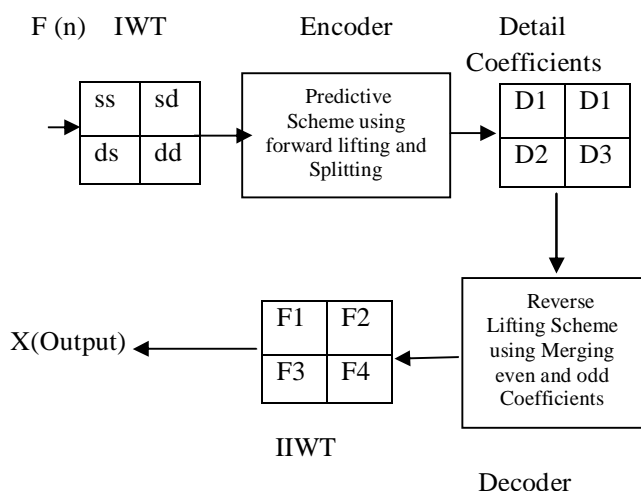 F (n) IWT Encoder Detail
Coefficients
ss sd
ds dd
Predictive
Scheme using
forward lifting and
Splitting
D1 D1
D2 D3
Reverse
Lifting Scheme
using Merging
even and odd
Coefficients
F1 F2
F3 F4
X(Output)
IIWT
Decoder